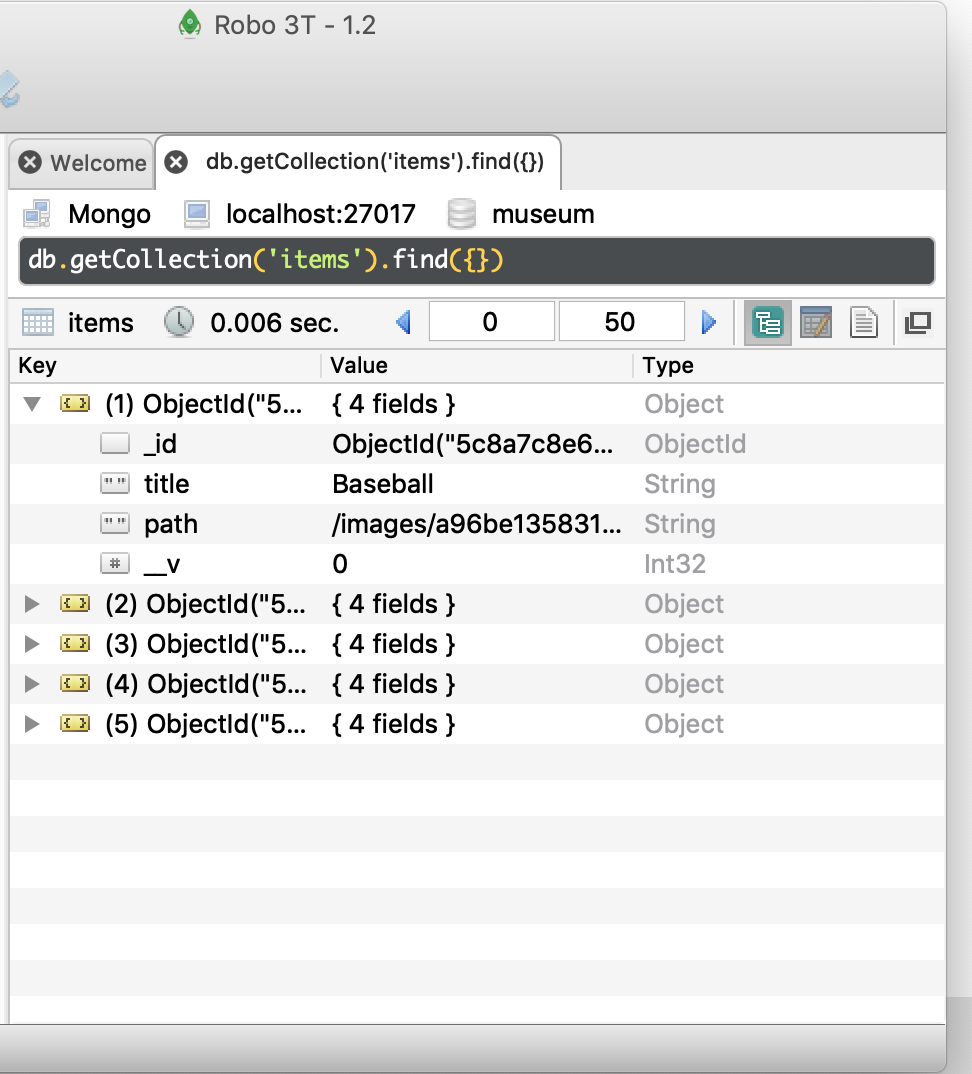 Robo 3T - 1.2
Welcome db.getCollection('items').find({})
Mongo localhost:27017 museum
db.getCollection('items').find({})
items 0.006 sec. 0 50
Key Value Type
{ } (1) ObjectId("5... { 4 fields } Object
_id ObjectId("5c8a7c8e6... ObjectId
" " title Baseball String
" " path /images/a96be135831... String
# __v 0 Int32
{ } (2) ObjectId("5... { 4 fields } Object
{ } (3) ObjectId("5... { 4 fields } Object
{ } (4) ObjectId("5... { 4 fields } Object
{ } (5) ObjectId("5... { 4 fields } Object